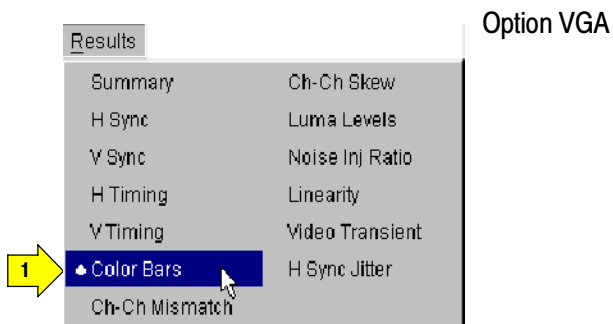 Option VGA
Results
Summary
H Sync
V Sync
H Timing
V Timing
1
Color Bars
Ch-Ch Mismatch
Ch-Ch Skew
Luma Levels
Noise Inj Ratio
Linearity
Video Transient
H Sync Jitter